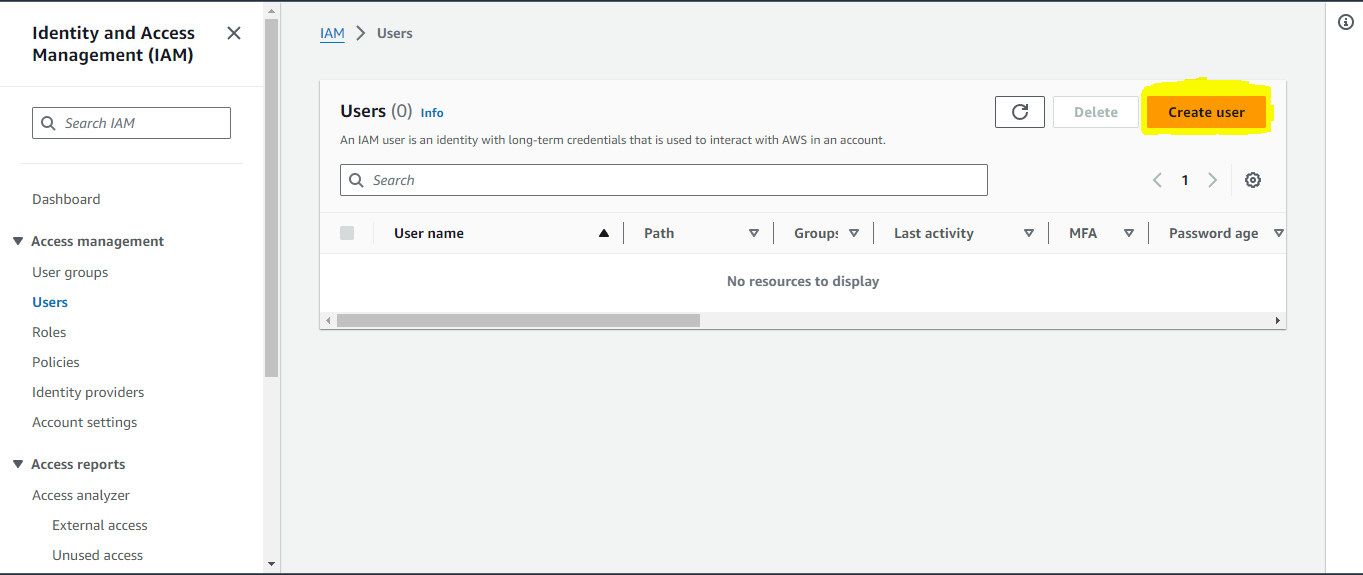 Identity and Access
Management (IAM)
Search IAM
Dashboard
Access management
User groups
Users
Roles
Policies
Identity providers
Account settings
Access reports
Access analyzer
External access
Unused access
IAM > Users
Users (0) Info
Delete
Create user
An IAM user is an identity with long-term credentials that is used to interact with AWS in an account.
Search
1
User name Path Groups Last activity MFA Password age
No resources to display